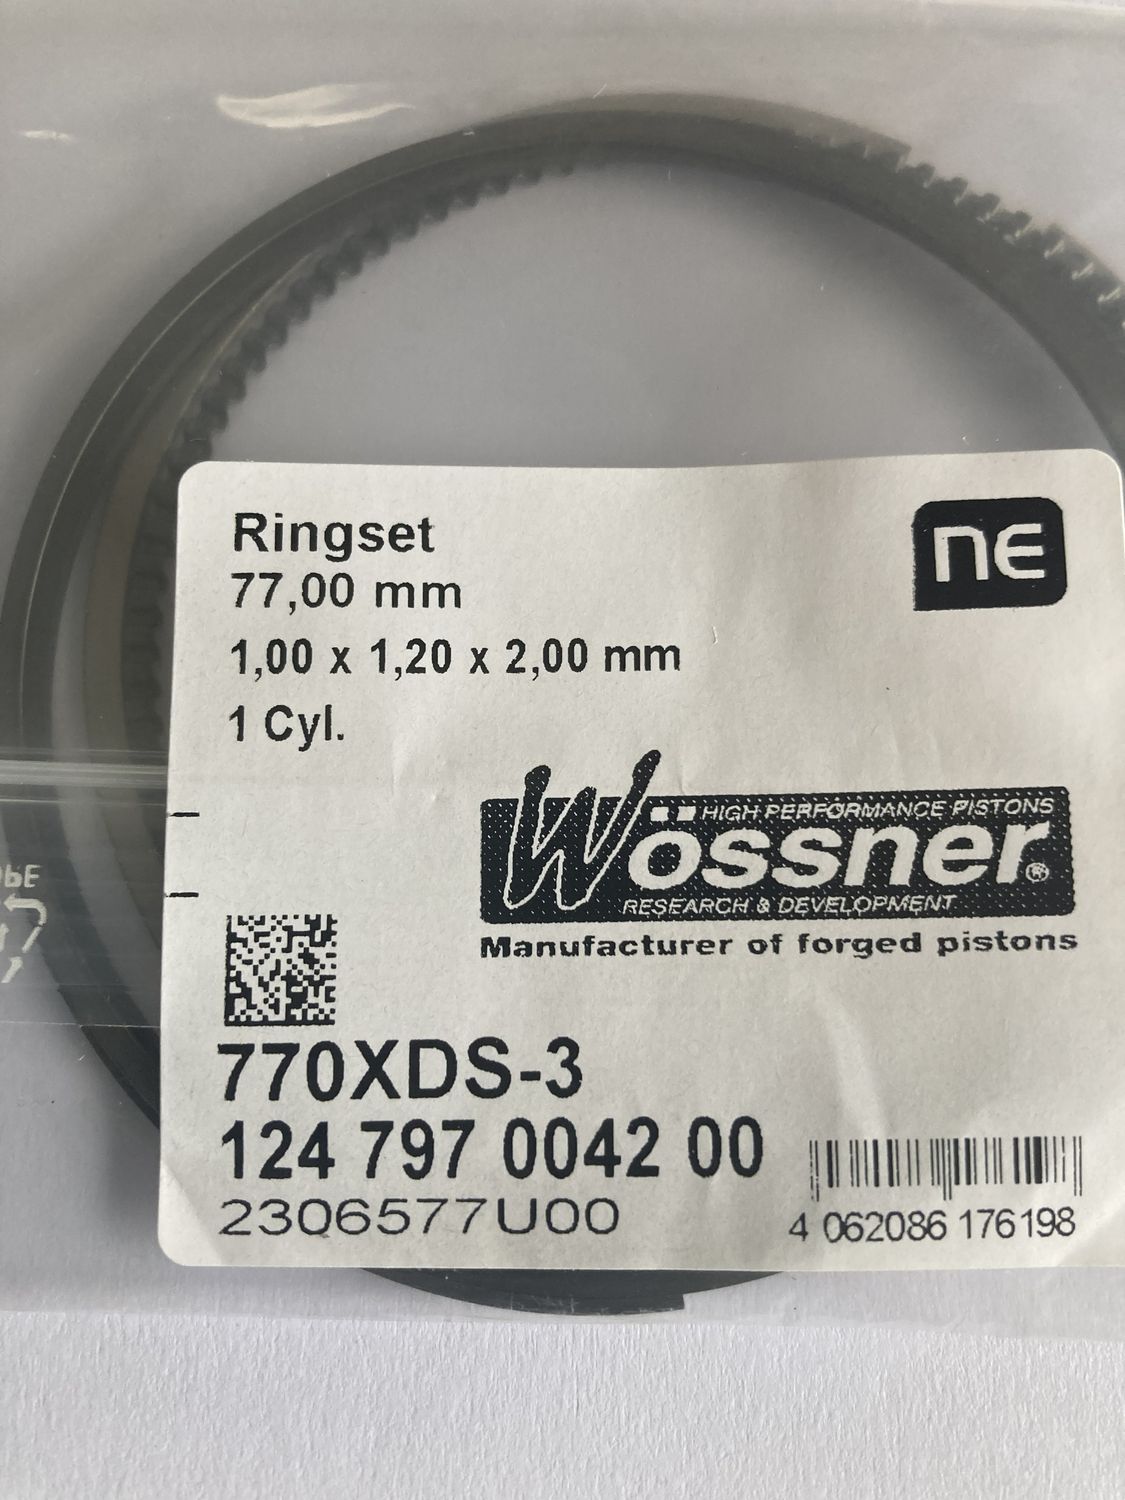 Ringset
77,00 mm
1,00 x 1,20 x 2,00 mm
1 Cyl.
NE
HIGH PERFORMANCE PISTONS
Wössner®
RESEARCH & DEVELOPMENT
Manufacturer of forged pistons
770XDS-3
124 797 0042 00
2306577U00
4 062086 176198